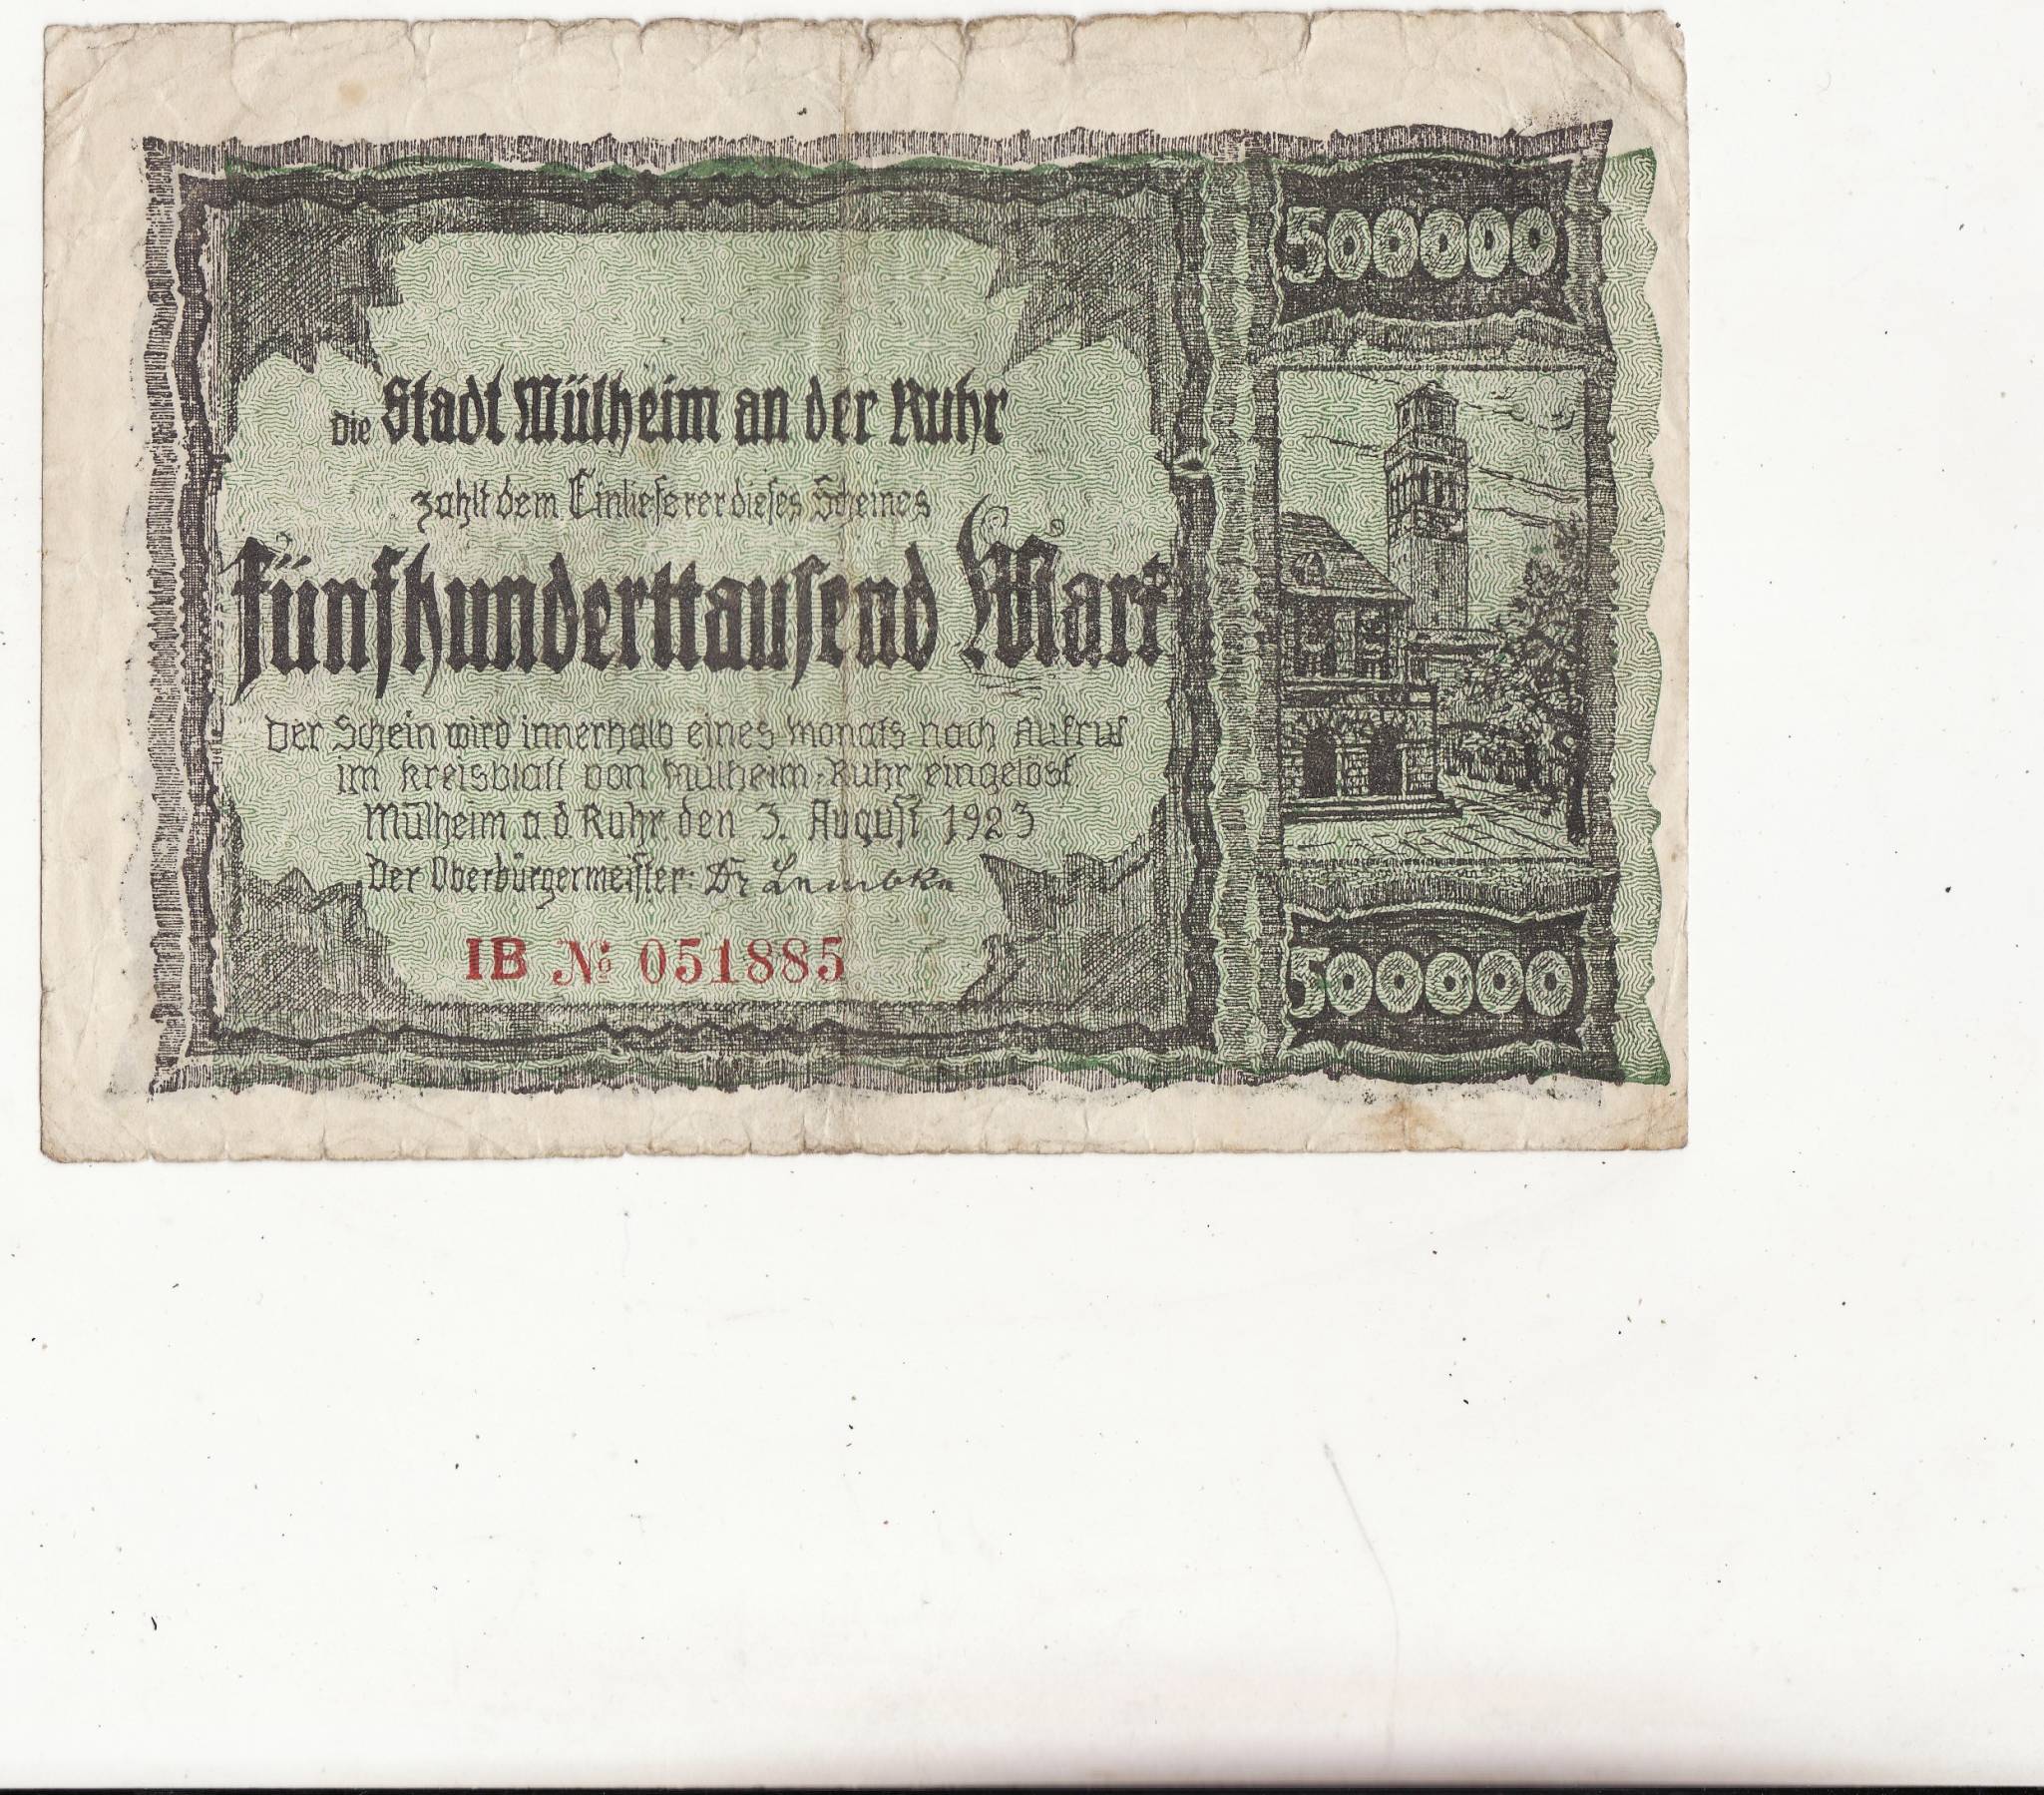 500000
Die Stadt Mülheim an der Ruhr
zahlt dem Einlieferer dieses Scheines
fünfhunderttausend Mark
Der Schein wird innerhalb eines Monats nach Aufruf
im Kreisblatt von Mülheim-Ruhr eingelöst
Mülheim a d Ruhr den 3. August 1923
Der Oberbürgermeister: Dr Lembke
IB No 051885
500000